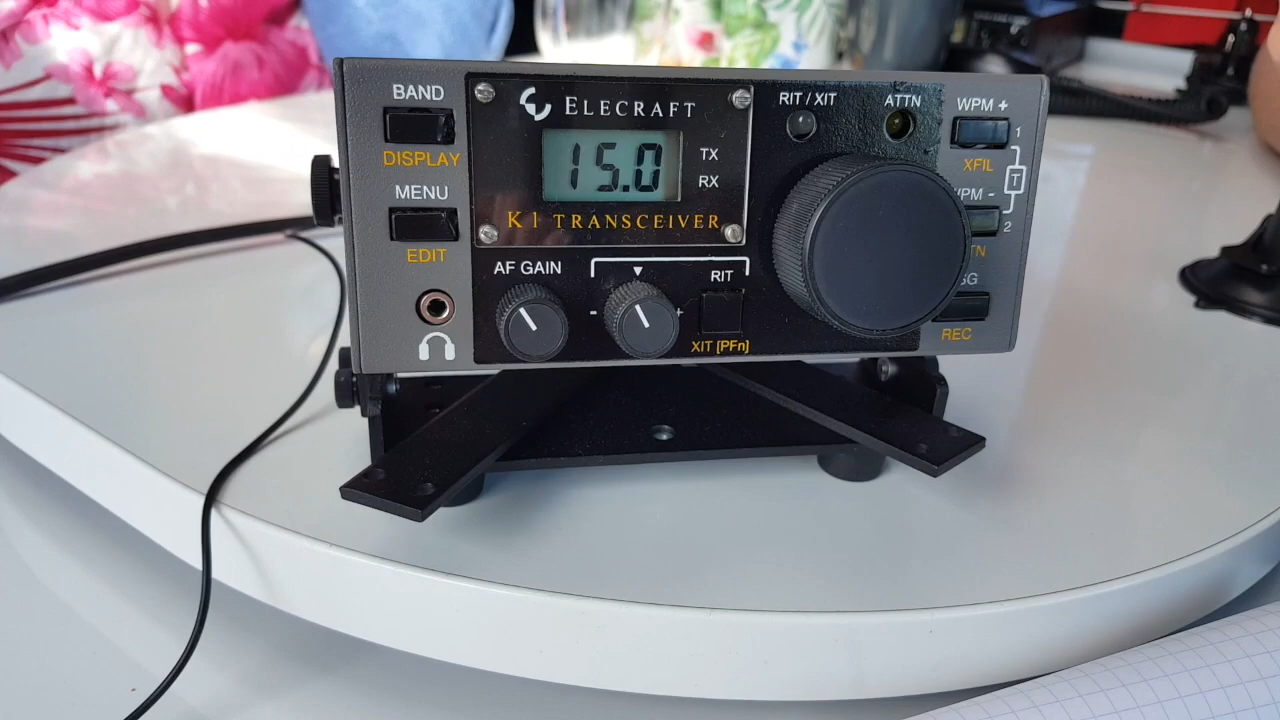 BAND
DISPLAY
MENU
EDIT
ELECRAFT
15.0
TX
RX
K1 TRANSCEIVER
AF GAIN
- +
RIT
XIT [PFn]
RIT / XIT
ATTN
WPM +
XFIL
1
T
WPM -
2
REC